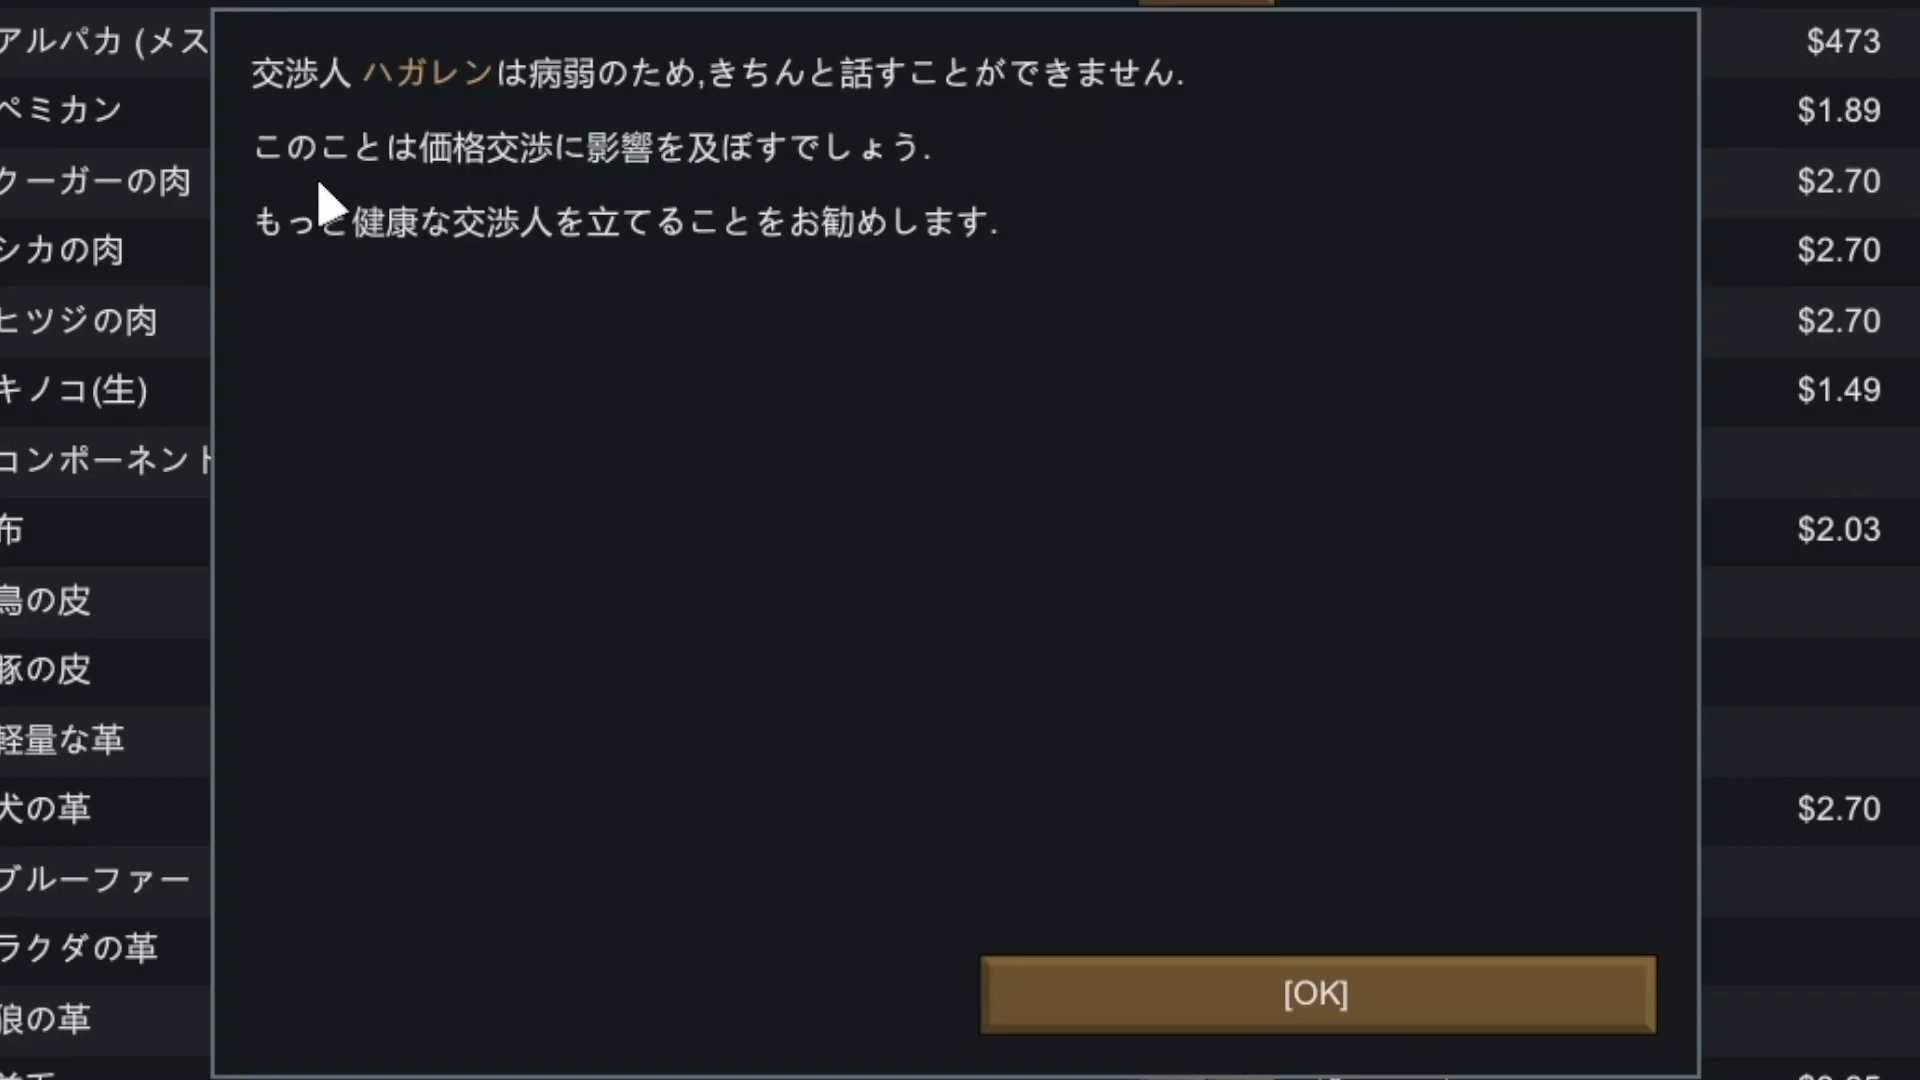 アルパカ (メス
$473
ペミカン
$1.89
クーガーの肉
$2.70
シカの肉
$2.70
ヒツジの肉
$2.70
キノコ(生)
$1.49
コンポーネント
布
$2.03
鳥の皮
豚の皮
軽量な革
犬の革
$2.70
ブルーファー
ラクダの革
狼の革
交渉人 ハガレンは病弱のため,きちんと話すことができません.
このことは価格交渉に影響を及ぼすでしょう.
もっと健康な交渉人を立てることをお勧めします.
[OK]